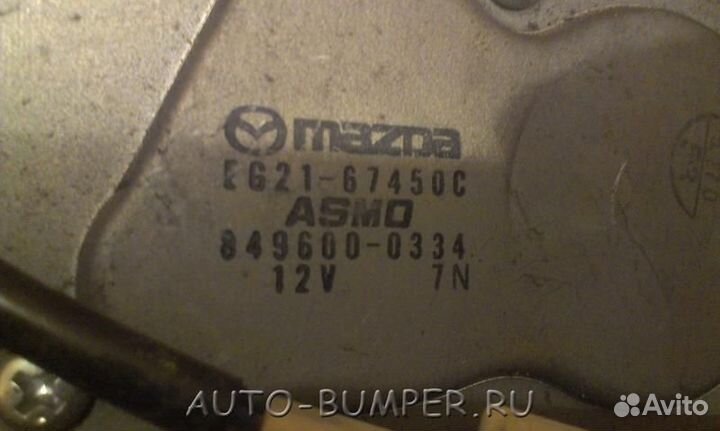 mazda
EG21-67450C
ASMO
849600-0334
12V 7N
AUTO-BUMPER.RU
Avito